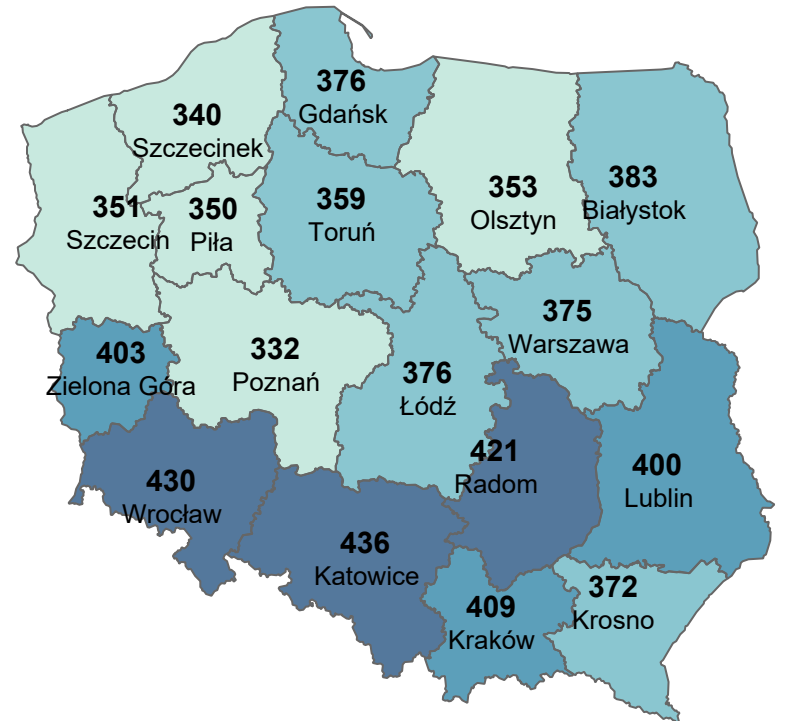 376
Gdańsk
340
Szczecinek
353
Olsztyn
383
Białystok
351
Szczecin
350
Piła
359
Toruń
375
Warszawa
403
Zielona Góra
332
Poznań
376
Łódź
421
Radom
400
Lublin
430
Wrocław
436
Katowice
409
Kraków
372
Krosno